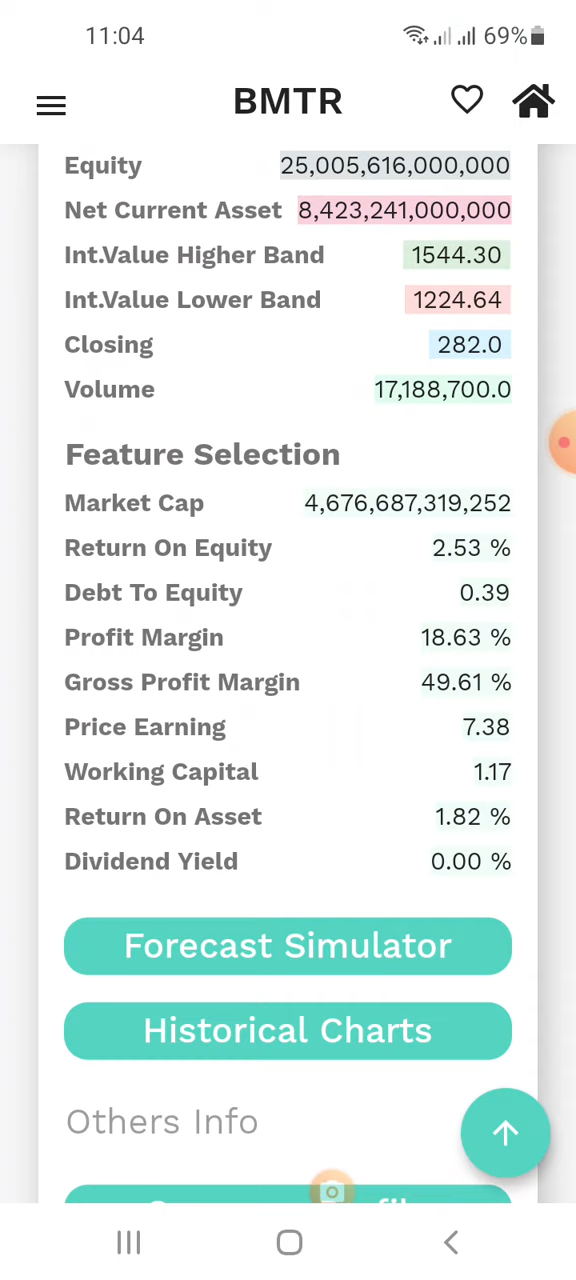 11:04 69%
BMTR
Equity 25,005,616,000,000
Net Current Asset 8,423,241,000,000
Int.Value Higher Band 1544.30
Int.Value Lower Band 1224.64
Closing 282.0
Volume 17,188,700.0
Feature Selection
Market Cap 4,676,687,319,252
Return On Equity 2.53 %
Debt To Equity 0.39
Profit Margin 18.63 %
Gross Profit Margin 49.61 %
Price Earning 7.38
Working Capital 1.17
Return On Asset 1.82 %
Dividend Yield 0.00 %
Forecast Simulator
Historical Charts
Others Info